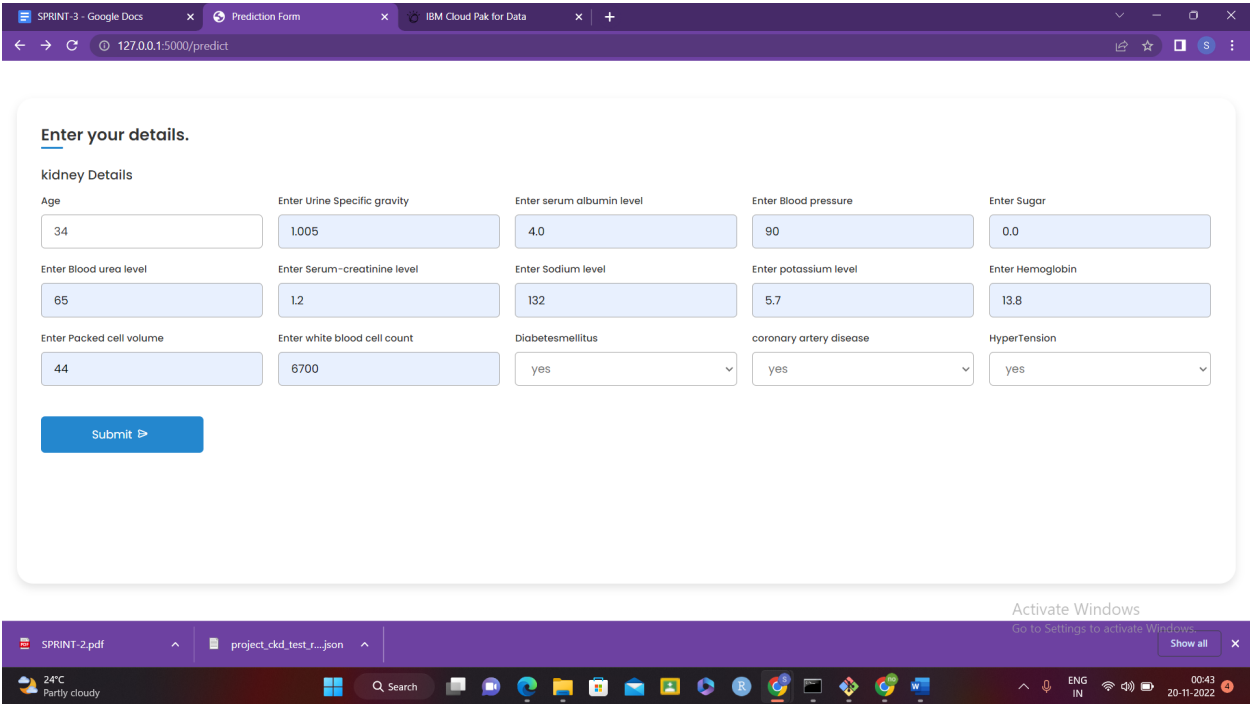 SPRINT-3 - Google Docs
Prediction Form
IBM Cloud Pak for Data
127.0.0.1:5000/predict
S
Enter your details.
kidney Details
Age Enter Urine Specific gravity Enter serum albumin level Enter Blood pressure Enter Sugar
34 1.005 4.0 90 0.0
Enter Blood urea level Enter Serum-creatinine level Enter Sodium level Enter potassium level Enter Hemoglobin
65 1.2 132 5.7 13.8
Enter Packed cell volume Enter white blood cell count Diabetesmellitus coronary artery disease HyperTension
44 6700 yes yes yes
Submit
Activate Windows
Go to Settings to activate Windows.
SPRINT-2.pdf
project_ckd_test_r....json
Show all
24°C
Partly cloudy
Search
ENG
IN
00:43
20-11-2022
4